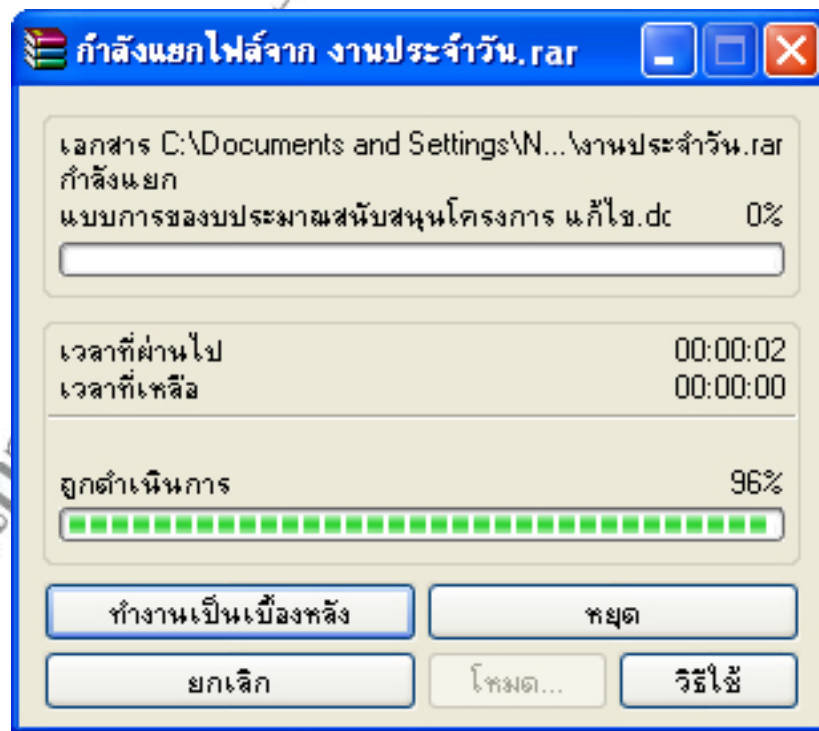 กำลังแยกไฟล์จาก งานประจำวัน.rar
เอกสาร C:\Documents and Settings\N...\งานประจำวัน.rar
กำลังแยก
แบบการของบประมาณสนับสนุนโครงการ แก้ไข.dc 0%
เวลาที่ผ่านไป 00:00:02
เวลาที่เหลือ 00:00:00
ถูกดำเนินการ 96%
ทำงานเป็นเบื้องหลัง หยุด
ยกเลิก โหมด... วิธีใช้